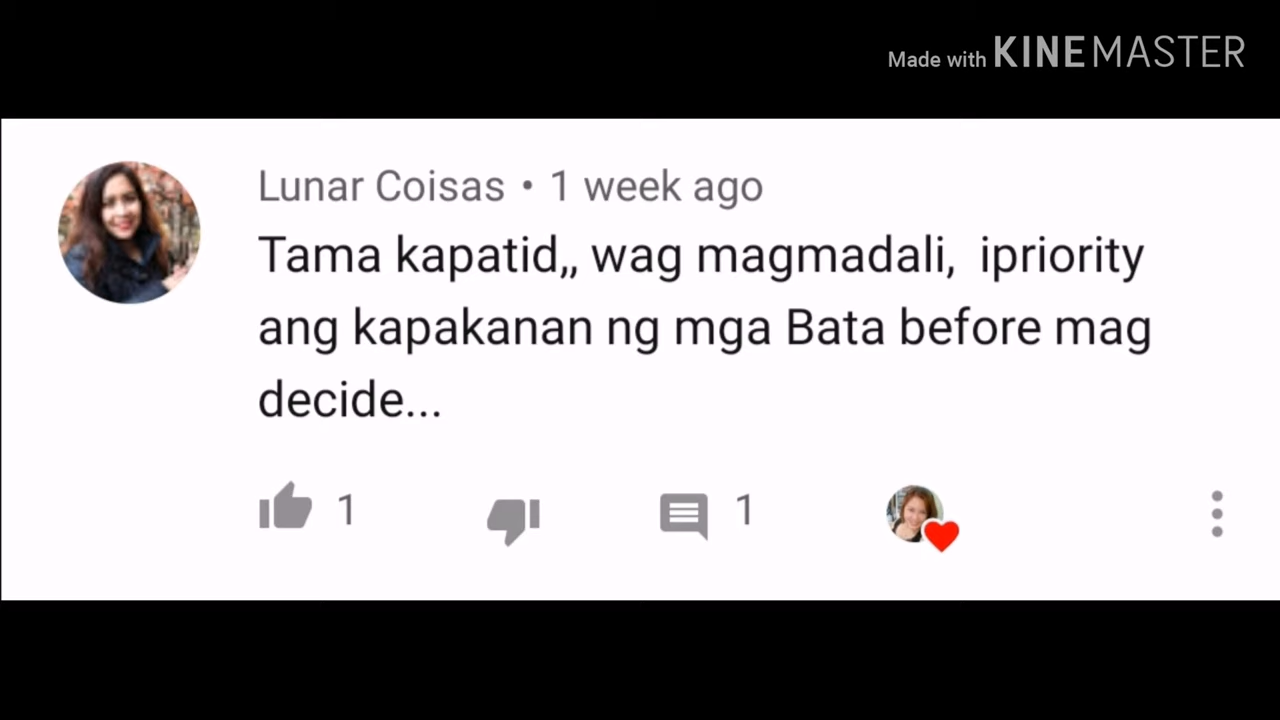 Made with KINEMASTER
Lunar Coisas • 1 week ago
Tama kapatid,, wag magmadali, ipriority
ang kapakanan ng mga Bata before mag
decide...
1 1